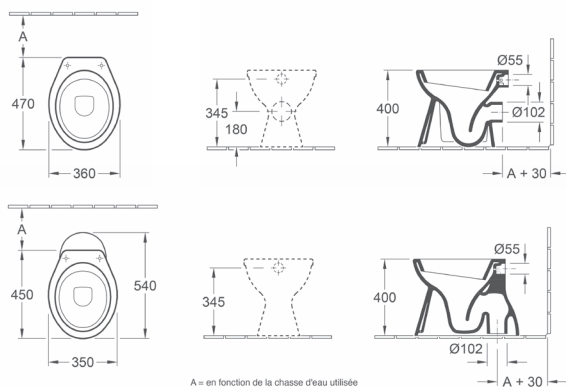 A
470
360
345
180
400
Ø55
Ø102
A + 30
A
450
540
350
345
400
Ø55
Ø102
A + 30
A = en fonction de la chasse d'eau utilisée